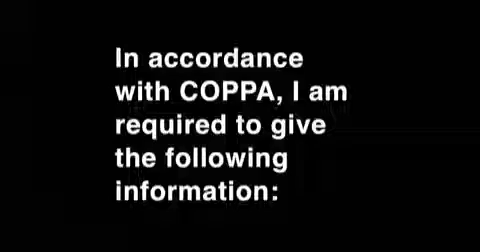 In accordance
with COPPA, I am
required to give
the following
information: